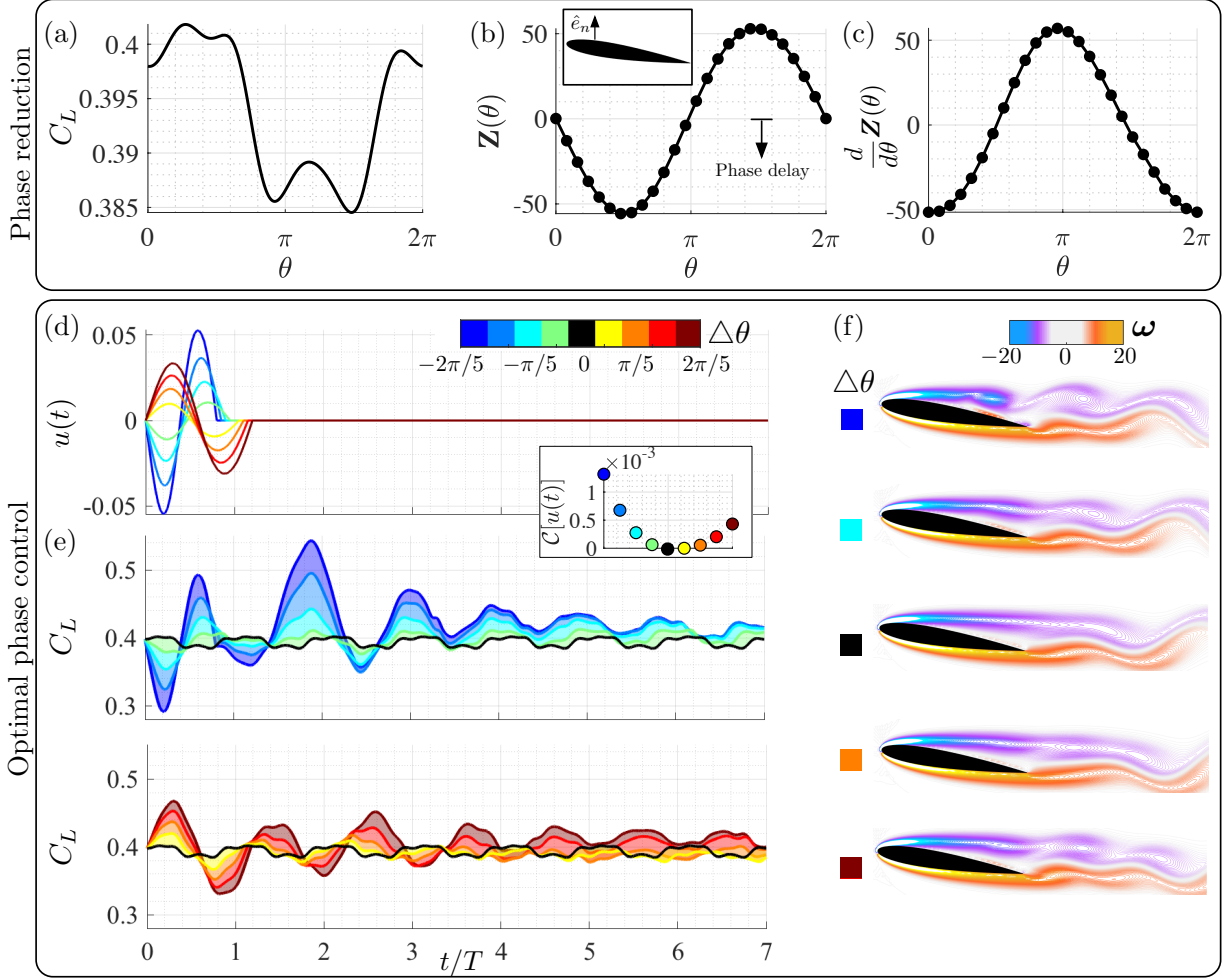 Phase reduction
(a)
C_L
0.4
0.395
0.39
0.385
0
π
2π
θ
(b)
ê_n
Z(θ)
50
0
-50
Phase delay
0
π
2π
θ
(c)
d/dθ Z(θ)
50
0
-50
0
π
2π
θ
Optimal phase control
(d)
u(t)
0.05
0
-0.05
△θ
−2π/5
−π/5
0
π/5
2π/5
×10⁻³
C[u(t)]
1
0.5
0
(e)
C_L
0.5
0.4
0.3
C_L
0.5
0.4
0.3
0
1
2
3
4
5
6
7
t/T
(f)
ω
−20
0
20
△θ